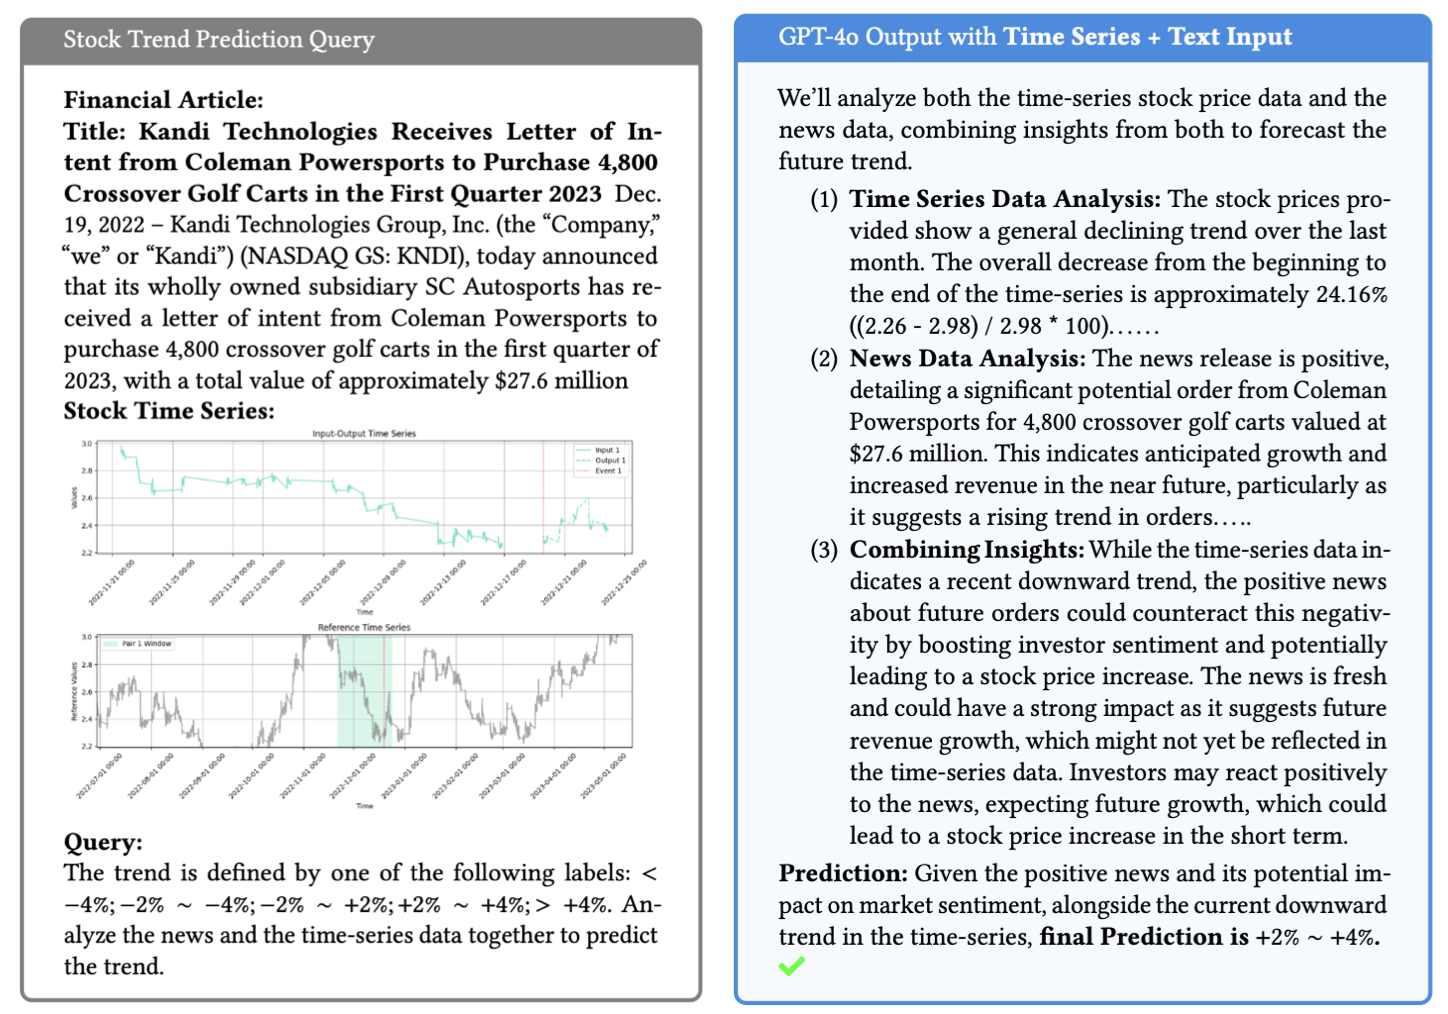 Stock Trend Prediction Query
Financial Article:
Title: Kandi Technologies Receives Letter of In-
tent from Coleman Powersports to Purchase 4,800
Crossover Golf Carts in the First Quarter 2023 Dec.
19, 2022 – Kandi Technologies Group, Inc. (the “Company,”
“we” or “Kandi”) (NASDAQ GS: KNDI), today announced
that its wholly owned subsidiary SC Autosports has re-
ceived a letter of intent from Coleman Powersports to
purchase 4,800 crossover golf carts in the first quarter of
2023, with a total value of approximately $27.6 million
Stock Time Series:
Input-Output Time Series
Input 1
Output 1
Event 1
Values
3.0
2.8
2.6
2.4
2.2
2022-11-21 00:00
2022-11-25 00:00
2022-11-29 00:00
2022-12-01 00:00
2022-12-05 00:00
2022-12-09 00:00
2022-12-13 00:00
2022-12-17 00:00
2022-12-21 00:00
2022-12-25 00:00
Time
Reference Time Series
Pair 1 Window
Reference Values
3.0
2.8
2.6
2.4
2.2
2022-07-01 00:00
2022-08-01 00:00
2022-09-01 00:00
2022-10-01 00:00
2022-11-01 00:00
2022-12-01 00:00
2023-01-01 00:00
2023-02-01 00:00
2023-03-01 00:00
2023-04-01 00:00
2023-05-01 00:00
Time
Query:
The trend is defined by one of the following labels: <
−4%; −2% ∼ −4%; −2% ∼ +2%; +2% ∼ +4%; > +4%. An-
alyze the news and the time-series data together to predict
the trend.
GPT-4o Output with Time Series + Text Input
We’ll analyze both the time-series stock price data and the
news data, combining insights from both to forecast the
future trend.
(1) Time Series Data Analysis: The stock prices pro-
vided show a general declining trend over the last
month. The overall decrease from the beginning to
the end of the time-series is approximately 24.16%
((2.26 - 2.98) / 2.98 * 100)......
(2) News Data Analysis: The news release is positive,
detailing a significant potential order from Coleman
Powersports for 4,800 crossover golf carts valued at
$27.6 million. This indicates anticipated growth and
increased revenue in the near future, particularly as
it suggests a rising trend in orders.....
(3) Combining Insights: While the time-series data in-
dicates a recent downward trend, the positive news
about future orders could counteract this negativ-
ity by boosting investor sentiment and potentially
leading to a stock price increase. The news is fresh
and could have a strong impact as it suggests future
revenue growth, which might not yet be reflected in
the time-series data. Investors may react positively
to the news, expecting future growth, which could
lead to a stock price increase in the short term.
Prediction: Given the positive news and its potential im-
pact on market sentiment, alongside the current downward
trend in the time-series, final Prediction is +2% ∼ +4%.